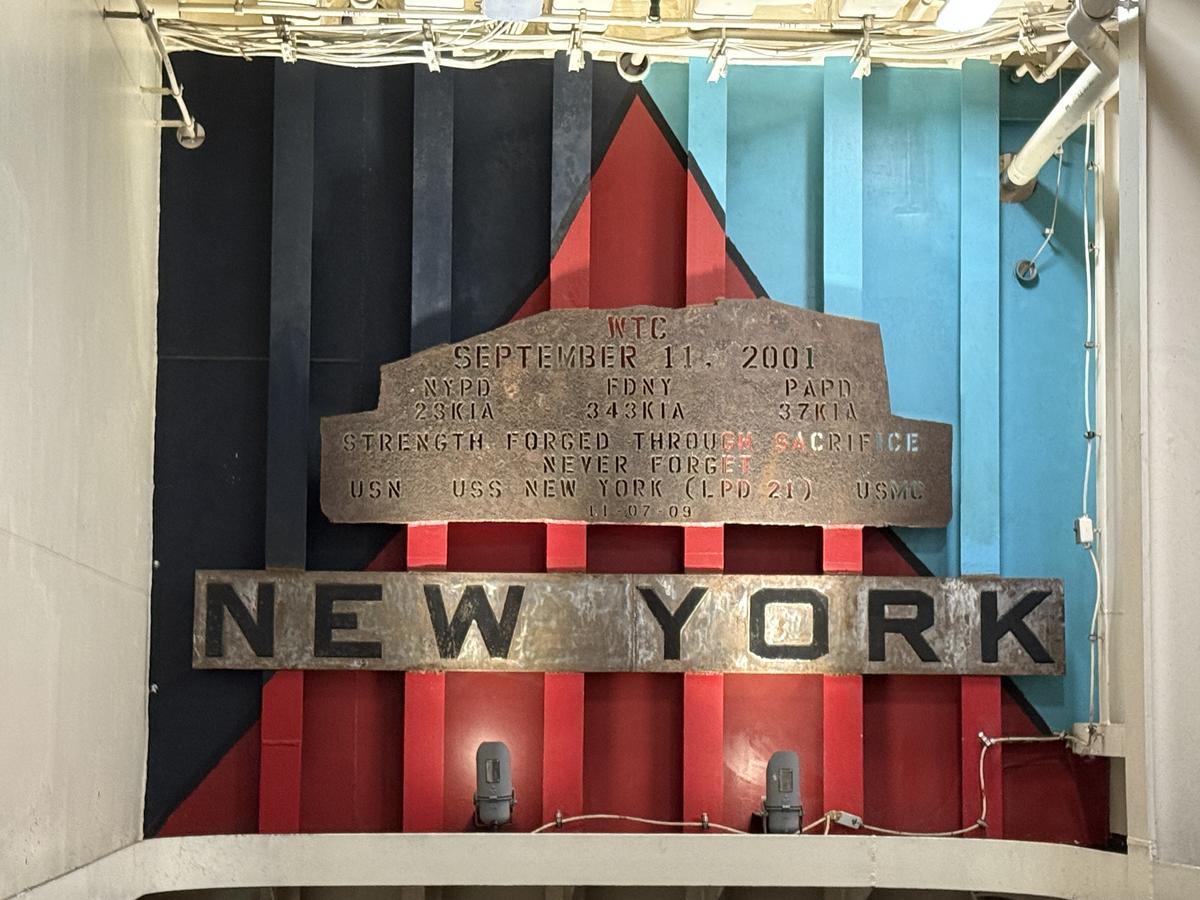 WTC
SEPTEMBER 11, 2001
NYPD FDNY PAPD
23KIA 343KIA 37KIA
STRENGTH FORGED THROUGH SACRIFICE
NEVER FORGET
USN USS NEW YORK (LPD 21) USMC
11-07-09
NEW YORK